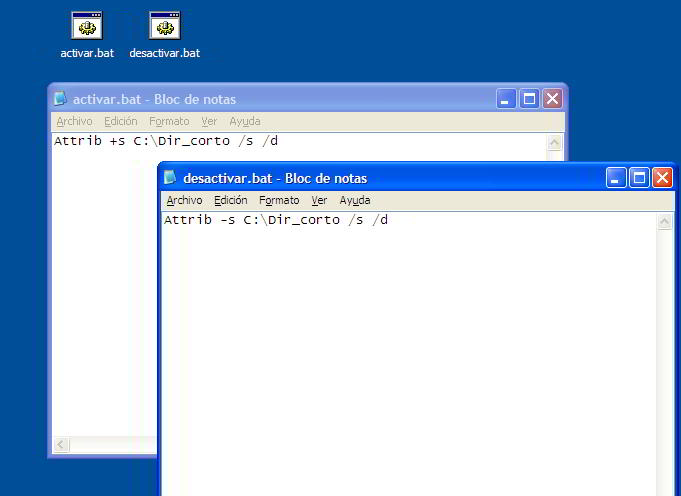 activar.bat desactivar.bat
activar.bat - Bloc de notas
Archivo Edición Formato Ver Ayuda
Attrib +s C:\Dir_corto /s /d
desactivar.bat - Bloc de notas
Archivo Edición Formato Ver Ayuda
Attrib -s C:\Dir_corto /s /d